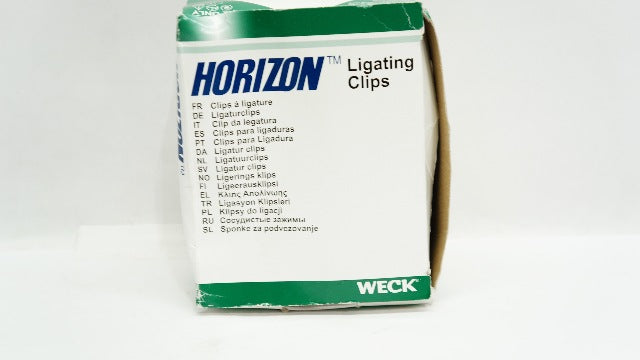 HORIZON™ Ligating
Clips
FR Clips à ligature
DE Ligaturclips
IT Clip da legatura
ES Clips para ligaduras
PT Clips para Ligadura
DA Ligatur clips
NL Ligatuurclips
SV Ligatur clips
NO Ligerings klips
FI Ligeerausklipsi
EL Κλιπς Απολίνωσης
TR Ligasyon Klipsleri
PL Klipsy do ligacji
RU Сосудистые зажимы
SL Sponke za podvezovanje
WECK
HORIZON™